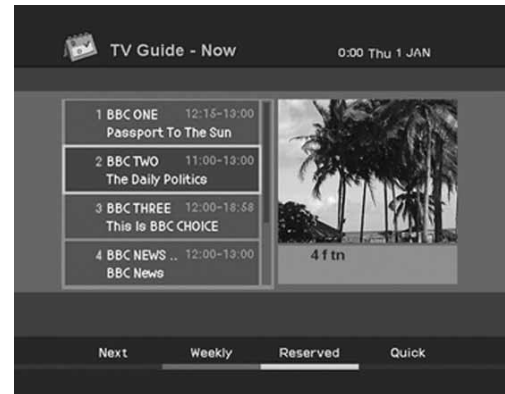 TV Guide - Now
0:00 Thu 1 JAN
1 BBC ONE 12:15-13:00
Passport To The Sun
2 BBC TWO 11:00-13:00
The Daily Politics
3 BBC THREE 12:00-18:58
This Is BBC CHOICE
4 BBC NEWS .. 12:00-13:00
BBC News
4 f tn
Next Weekly Reserved Quick